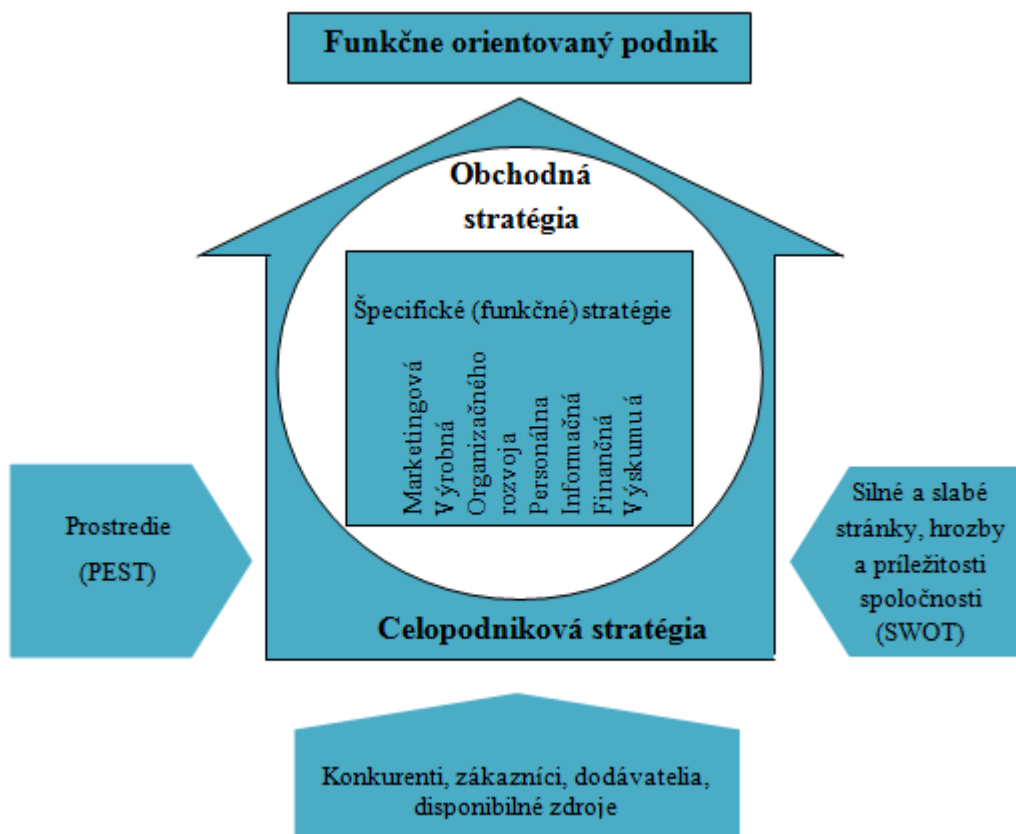 Funkčne orientovaný podnik
Obchodná
stratégia
Špecifické (funkčné) stratégie
Marketingová
Výrobná
Organizačného
rozvoja
Personálna
Informačná
Finančná
Výskumu á
Prostredie
(PEST)
Silné a slabé
stránky, hrozby
a príležitosti
spoločnosti
(SWOT)
Celopodniková stratégia
Konkurenti, zákazníci, dodávatelia,
disponibilné zdroje